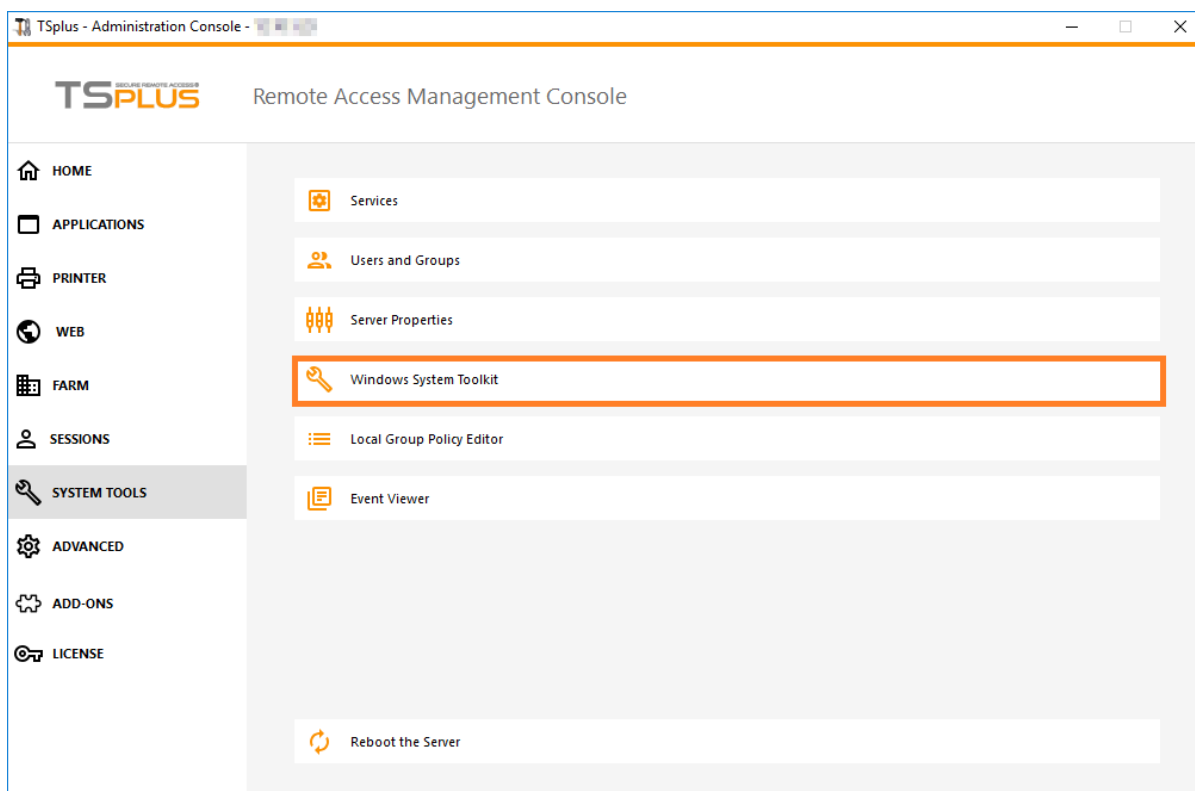 TSplus - Administration Console -
SECURE REMOTE ACCESS
TSPLUS
Remote Access Management Console
HOME
APPLICATIONS
PRINTER
WEB
FARM
SESSIONS
SYSTEM TOOLS
ADVANCED
ADD-ONS
LICENSE
Services
Users and Groups
Server Properties
Windows System Toolkit
Local Group Policy Editor
Event Viewer
Reboot the Server